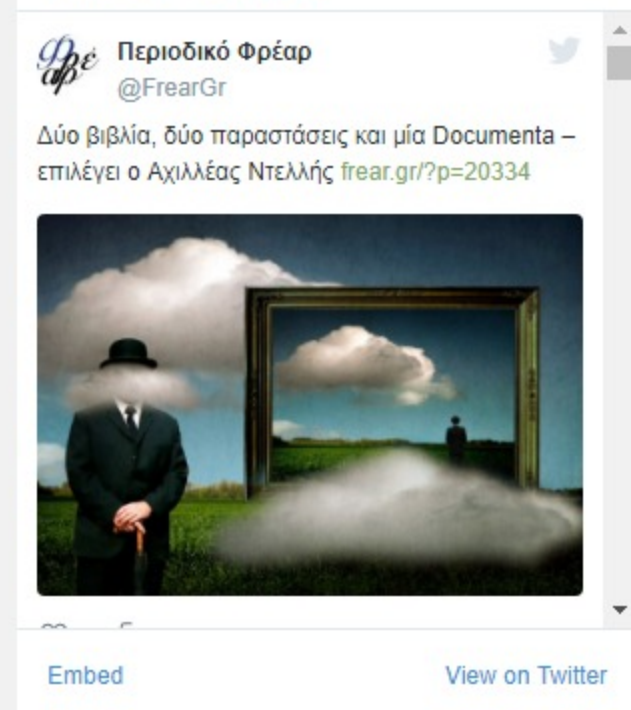 Φρέαρ
Περιοδικό Φρέαρ
@FrearGr
Δύο βιβλία, δύο παραστάσεις και μία Documenta –
επιλέγει ο Αχιλλέας Ντελλής frear.gr/?p=20334
Embed
View on Twitter